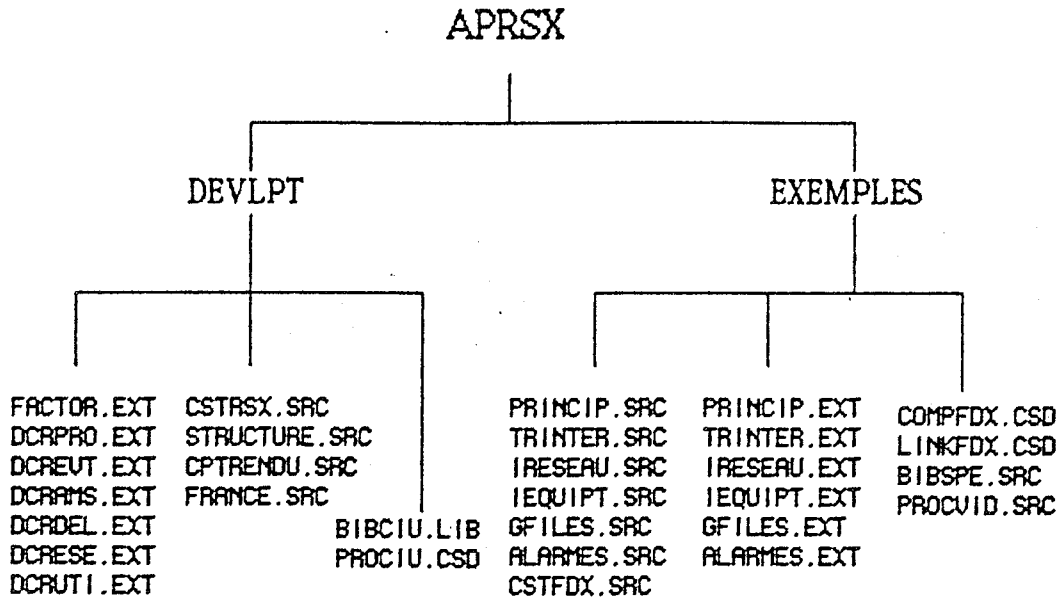 APRSX
DEVLPT EXEMPLES
FACTOR.EXT CSTRSX.SRC PRINCIP.SRC PRINCIP.EXT COMPFDX.CSD
DCRPRO.EXT STRUCTURE.SRC TRINTER.SRC TRINTER.EXT LINKFDX.CSD
DCREVT.EXT CPTRENDU.SRC IRESEAU.SRC IRESEAU.EXT BIBSPE.SRC
DCRAMS.EXT FRANCE.SRC IEQUIPT.SRC IEQUIPT.EXT PROCVID.SRC
DCRDEL.EXT BIBCIU.LIB GFILES.SRC GFILES.EXT
DCRESE.EXT PROCIU.CSD ALARMES.SRC ALARMES.EXT
DCRUTI.EXT CSTFDX.SRC